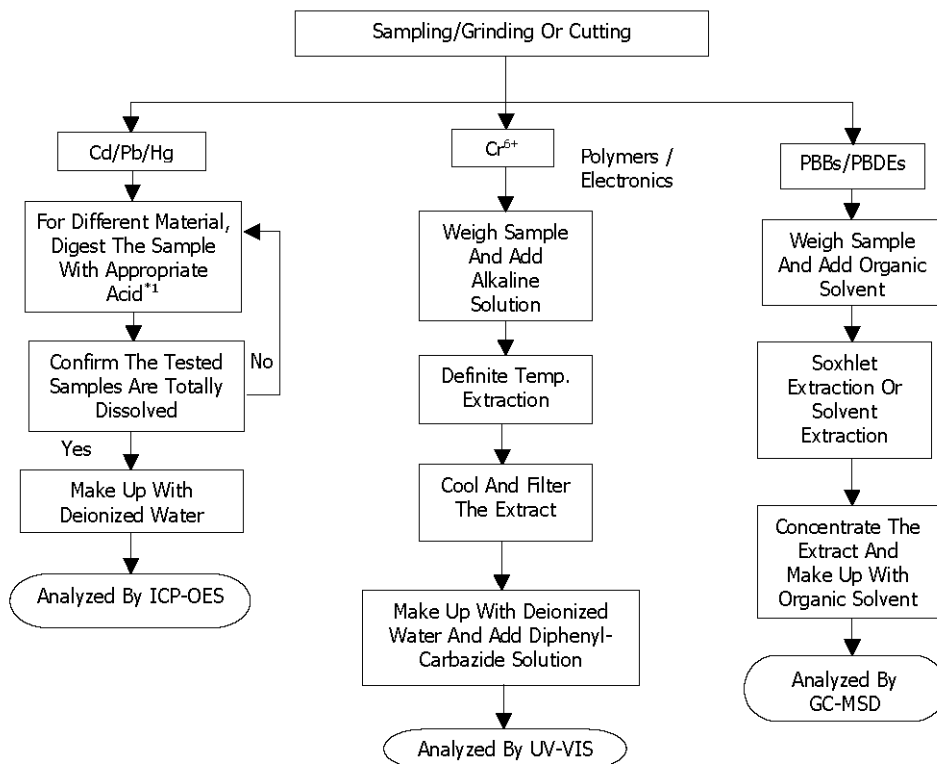 Sampling/Grinding Or Cutting
Cd/Pb/Hg
For Different Material,
Digest The Sample
With Appropriate
Acid*1
Confirm The Tested
Samples Are Totally
Dissolved
No
Yes
Make Up With
Deionized Water
Analyzed By ICP-OES
Cr6+
Polymers /
Electronics
Weigh Sample
And Add
Alkaline
Solution
Definite Temp.
Extraction
Cool And Filter
The Extract
Make Up With Deionized
Water And Add Diphenyl-
Carbazide Solution
Analyzed By UV-VIS
PBBs/PBDEs
Weigh Sample
And Add Organic
Solvent
Soxhlet
Extraction Or
Solvent
Extraction
Concentrate The
Extract And
Make Up With
Organic Solvent
Analyzed By
GC-MSD